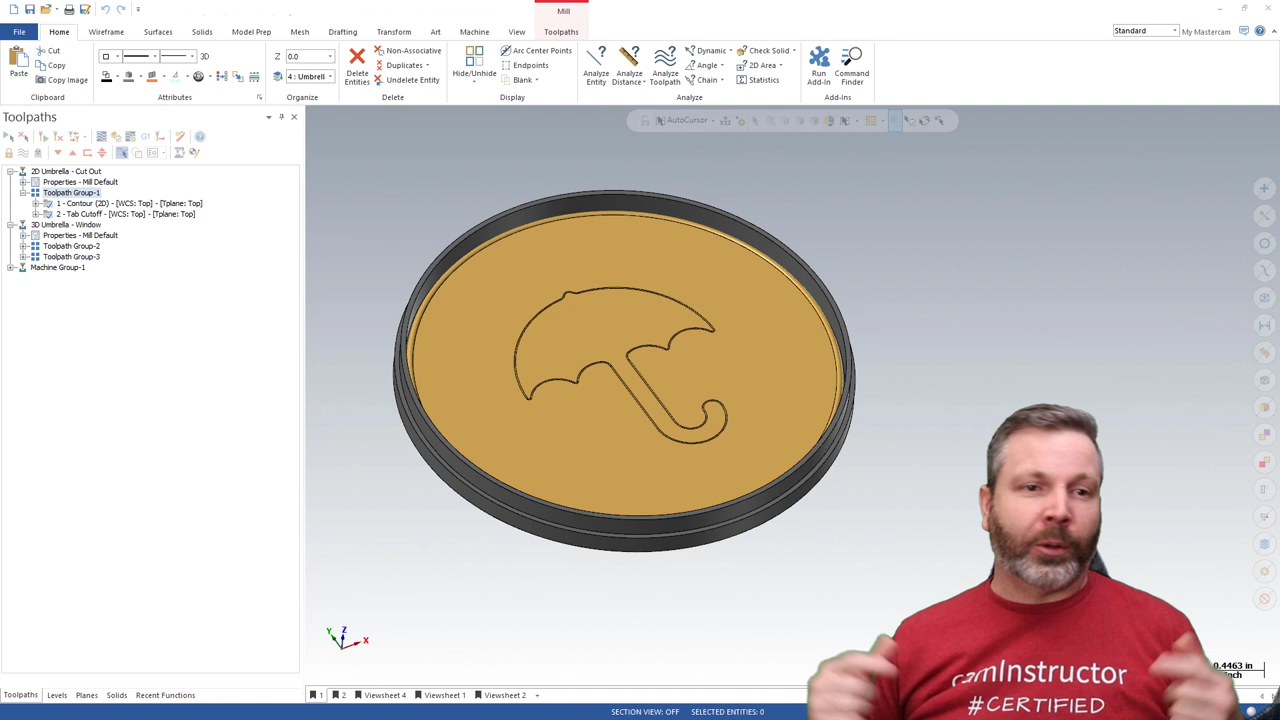 Mill
File Home Wireframe Surfaces Solids Model Prep Mesh Drafting Transform Art Machine View Toolpaths Standard My Mastercam
Cut
Copy
Copy Image
Paste
Clipboard
3D
Attributes
Z 0.0
4 : Umbrell
Organize
Delete Entities
Non-Associative
Duplicates
Undelete Entity
Delete
Hide/Unhide
Arc Center Points
Endpoints
Blank
Display
Analyze Entity
Analyze Distance
Analyze Toolpath
Dynamic
Angle
Chain
Check Solid
2D Area
Statistics
Analyze
Run Add-In
Command Finder
Add-Ins
Toolpaths
AutoCursor
G1
2D Umbrella - Cut Out
Properties - Mill Default
Toolpath Group-1
1 - Contour (2D) - [WCS: Top] - [Tplane: Top]
2 - Tab Cutoff - [WCS: Top] - [Tplane: Top]
3D Umbrella - Window
Properties - Mill Default
Toolpath Group-2
Toolpath Group-3
Machine Group-1
Y Z X
camInstructor
#CERTIFIED
0.4463 in
Toolpaths Levels Planes Solids Recent Functions
1 2 Viewsheet 4 Viewsheet 1 Viewsheet 2 +
SECTION VIEW: OFF SELECTED ENTITIES: 0